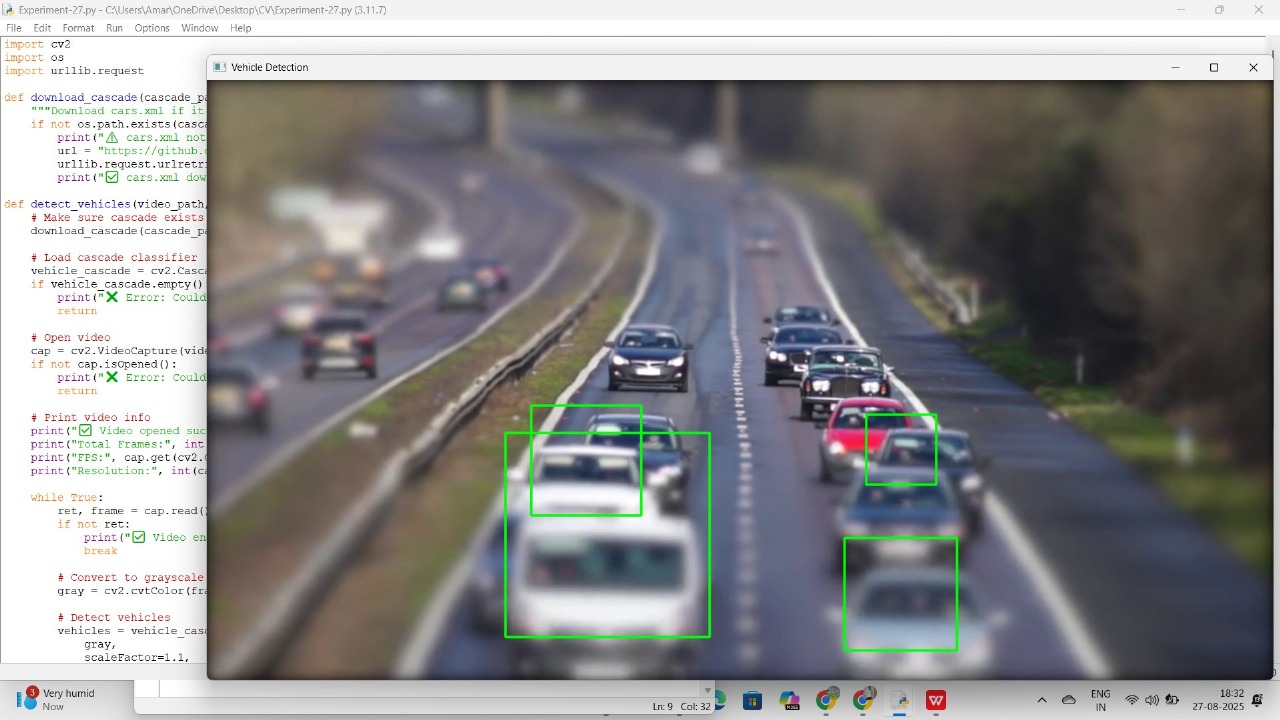 Experiment-27.py - C:\Users\Amar\OneDrive\Desktop\CV\Experiment-27.py (3.11.7)
File Edit Format Run Options Window Help
import cv2
import os
import urllib.request
Vehicle Detection
def download_cascade(cascade_pa
"""Download cars.xml if it
if not os.path.exists(casca
print("⚠ cars.xml not
url = "https://github.c
urllib.request.urlretri
print("✅ cars.xml dow
def detect_vehicles(video_path,
# Make sure cascade exists
download_cascade(cascade_pa
# Load cascade classifier
vehicle_cascade = cv2.Casca
if vehicle_cascade.empty():
print("❌ Error: Could
return
# Open video
cap = cv2.VideoCapture(vide
if not cap.isOpened():
print("❌ Error: Could
return
# Print video info
print("✅ Video opened suc
print("Total Frames:", int
print("FPS:", cap.get(cv2.C
print("Resolution:", int(ca
while True:
ret, frame = cap.read()
if not ret:
print("✅ Video en
break
# Convert to grayscale
gray = cv2.cvtColor(fra
# Detect vehicles
vehicles = vehicle_casc
gray,
scaleFactor=1.1,
Ln: 9 Col: 32
3 Very humid
Now
ENG
IN
18:32
27-08-2025